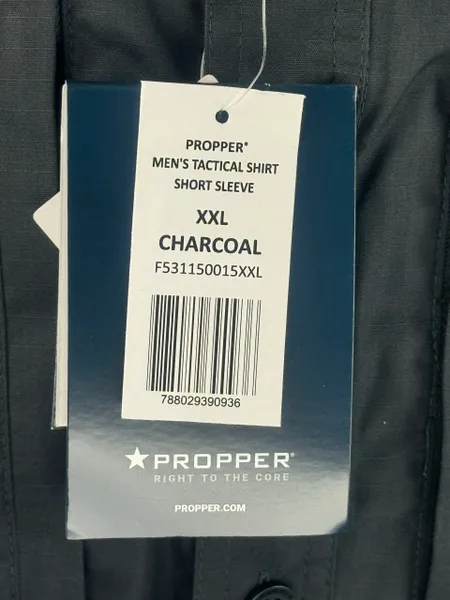 PROPPER®
MEN'S TACTICAL SHIRT
SHORT SLEEVE
XXL
CHARCOAL
F531150015XXL
788029390936
PROPPER®
RIGHT TO THE CORE
PROPPER.COM